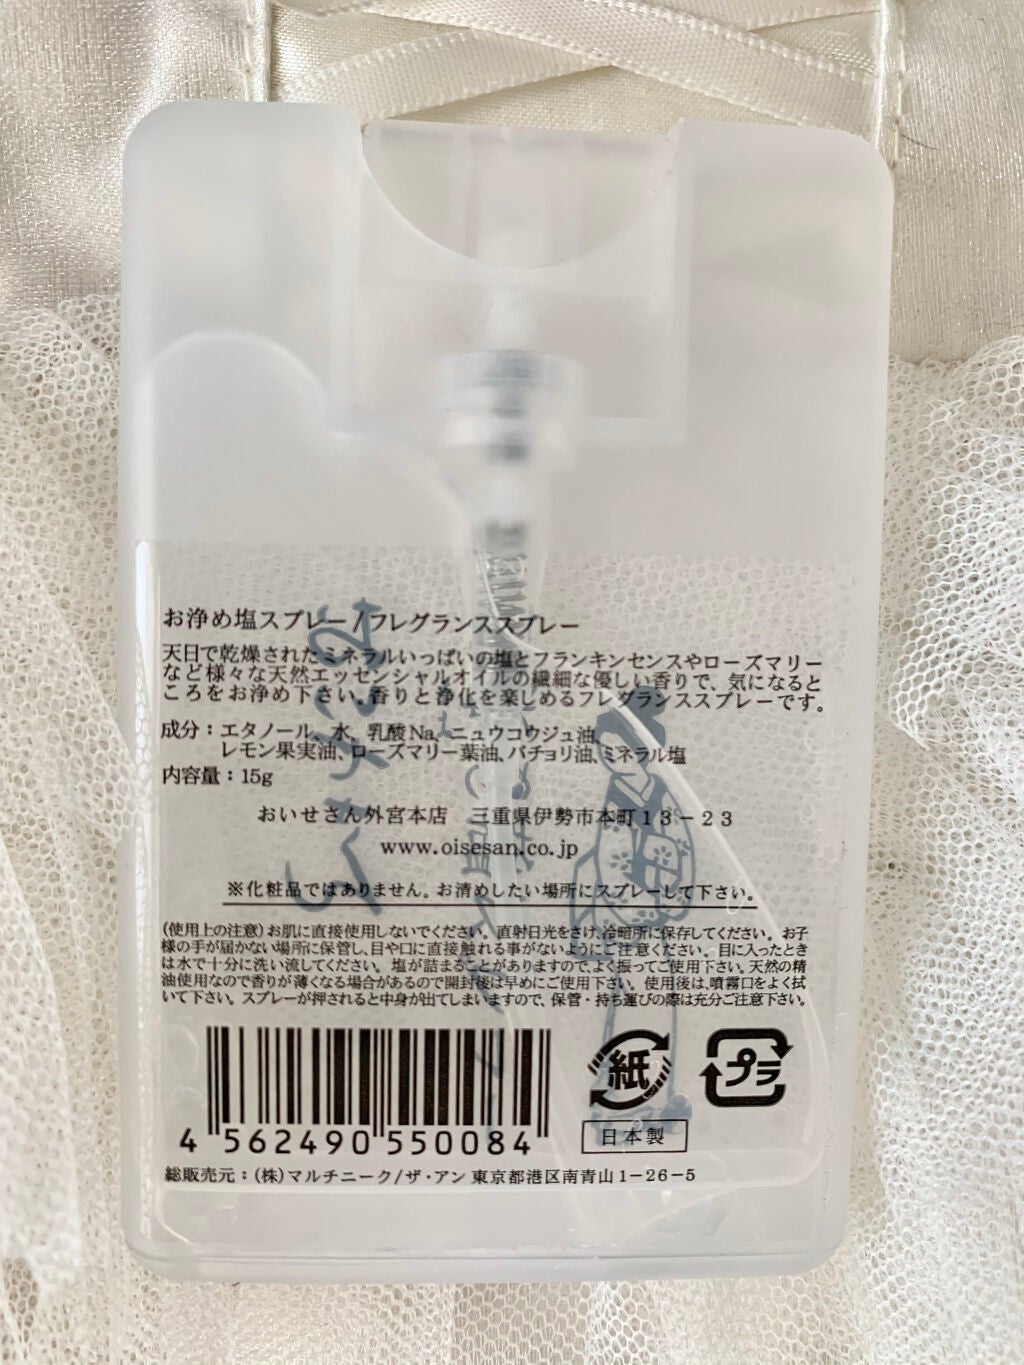 お浄め塩スプレー/フレグランススプレー
天日で乾燥されたミネラルいっぱいの塩とフランキンセンスやローズマリー
など様々な天然エッセンシャルオイルの繊細な優しい香りで、気になると
ころをお浄め下さい。香りと浄化を楽しめるフレグランススプレーです。
成分：エタノール、水、乳酸Na、ニュウコウジュ油、
レモン果実油、ローズマリー葉油、パチョリ油、ミネラル塩
内容量：15g
おいせさん外宮本店 三重県伊勢市本町13－23
www.oisesan.co.jp
※化粧品ではありません。お清めしたい場所にスプレーして下さい。
(使用上の注意)お肌に直接使用しないでください。直射日光をさけ、冷暗所に保存してください。お子
様の手が届かない場所に保管し、目や口に直接触れる事がないようにご注意ください。目に入ったとき
は水で十分に洗い流してください。塩が詰まることがありますので、よく振ってご使用下さい。天然の精
油使用なので香りが薄くなる場合があるので開封後は早めにご使用下さい。使用後は、噴霧口をよく拭
いて下さい。スプレーが押されると中身が出てしまいますので、保管・持ち運びの際は充分ご注意下さい。
紙 プラ
日本製
4 562490 550084
総販売元：(株)マルチニーク/ザ・アン 東京都港区南青山1－26－5